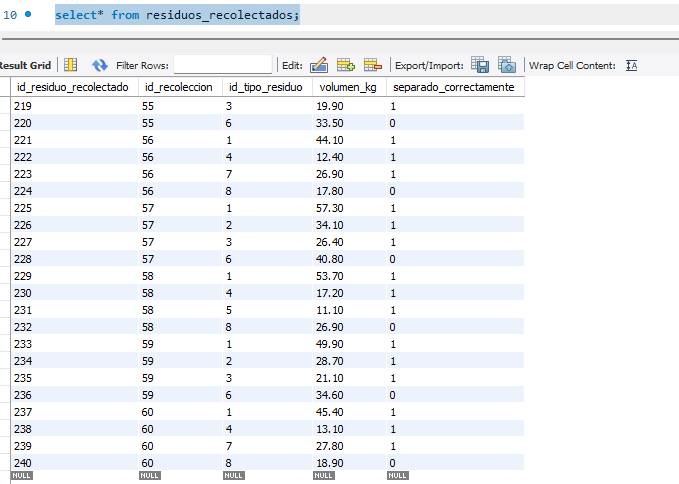 10 select* from residuos_recolectados;
Result Grid Filter Rows: Edit: Export/Import: Wrap Cell Content:
id_residuo_recolectado id_recoleccion id_tipo_residuo volumen_kg separado_correctamente
219 55 3 19.90 1
220 55 6 33.50 0
221 56 1 44.10 1
222 56 4 12.40 1
223 56 7 26.90 1
224 56 8 17.80 0
225 57 1 57.30 1
226 57 2 34.10 1
227 57 3 26.40 1
228 57 6 40.80 0
229 58 1 53.70 1
230 58 4 17.20 1
231 58 5 11.10 1
232 58 8 26.90 0
233 59 1 49.90 1
234 59 2 28.70 1
235 59 3 21.10 1
236 59 6 34.60 0
237 60 1 45.40 1
238 60 4 13.10 1
239 60 7 27.80 1
240 60 8 18.90 0
NULL NULL NULL NULL NULL